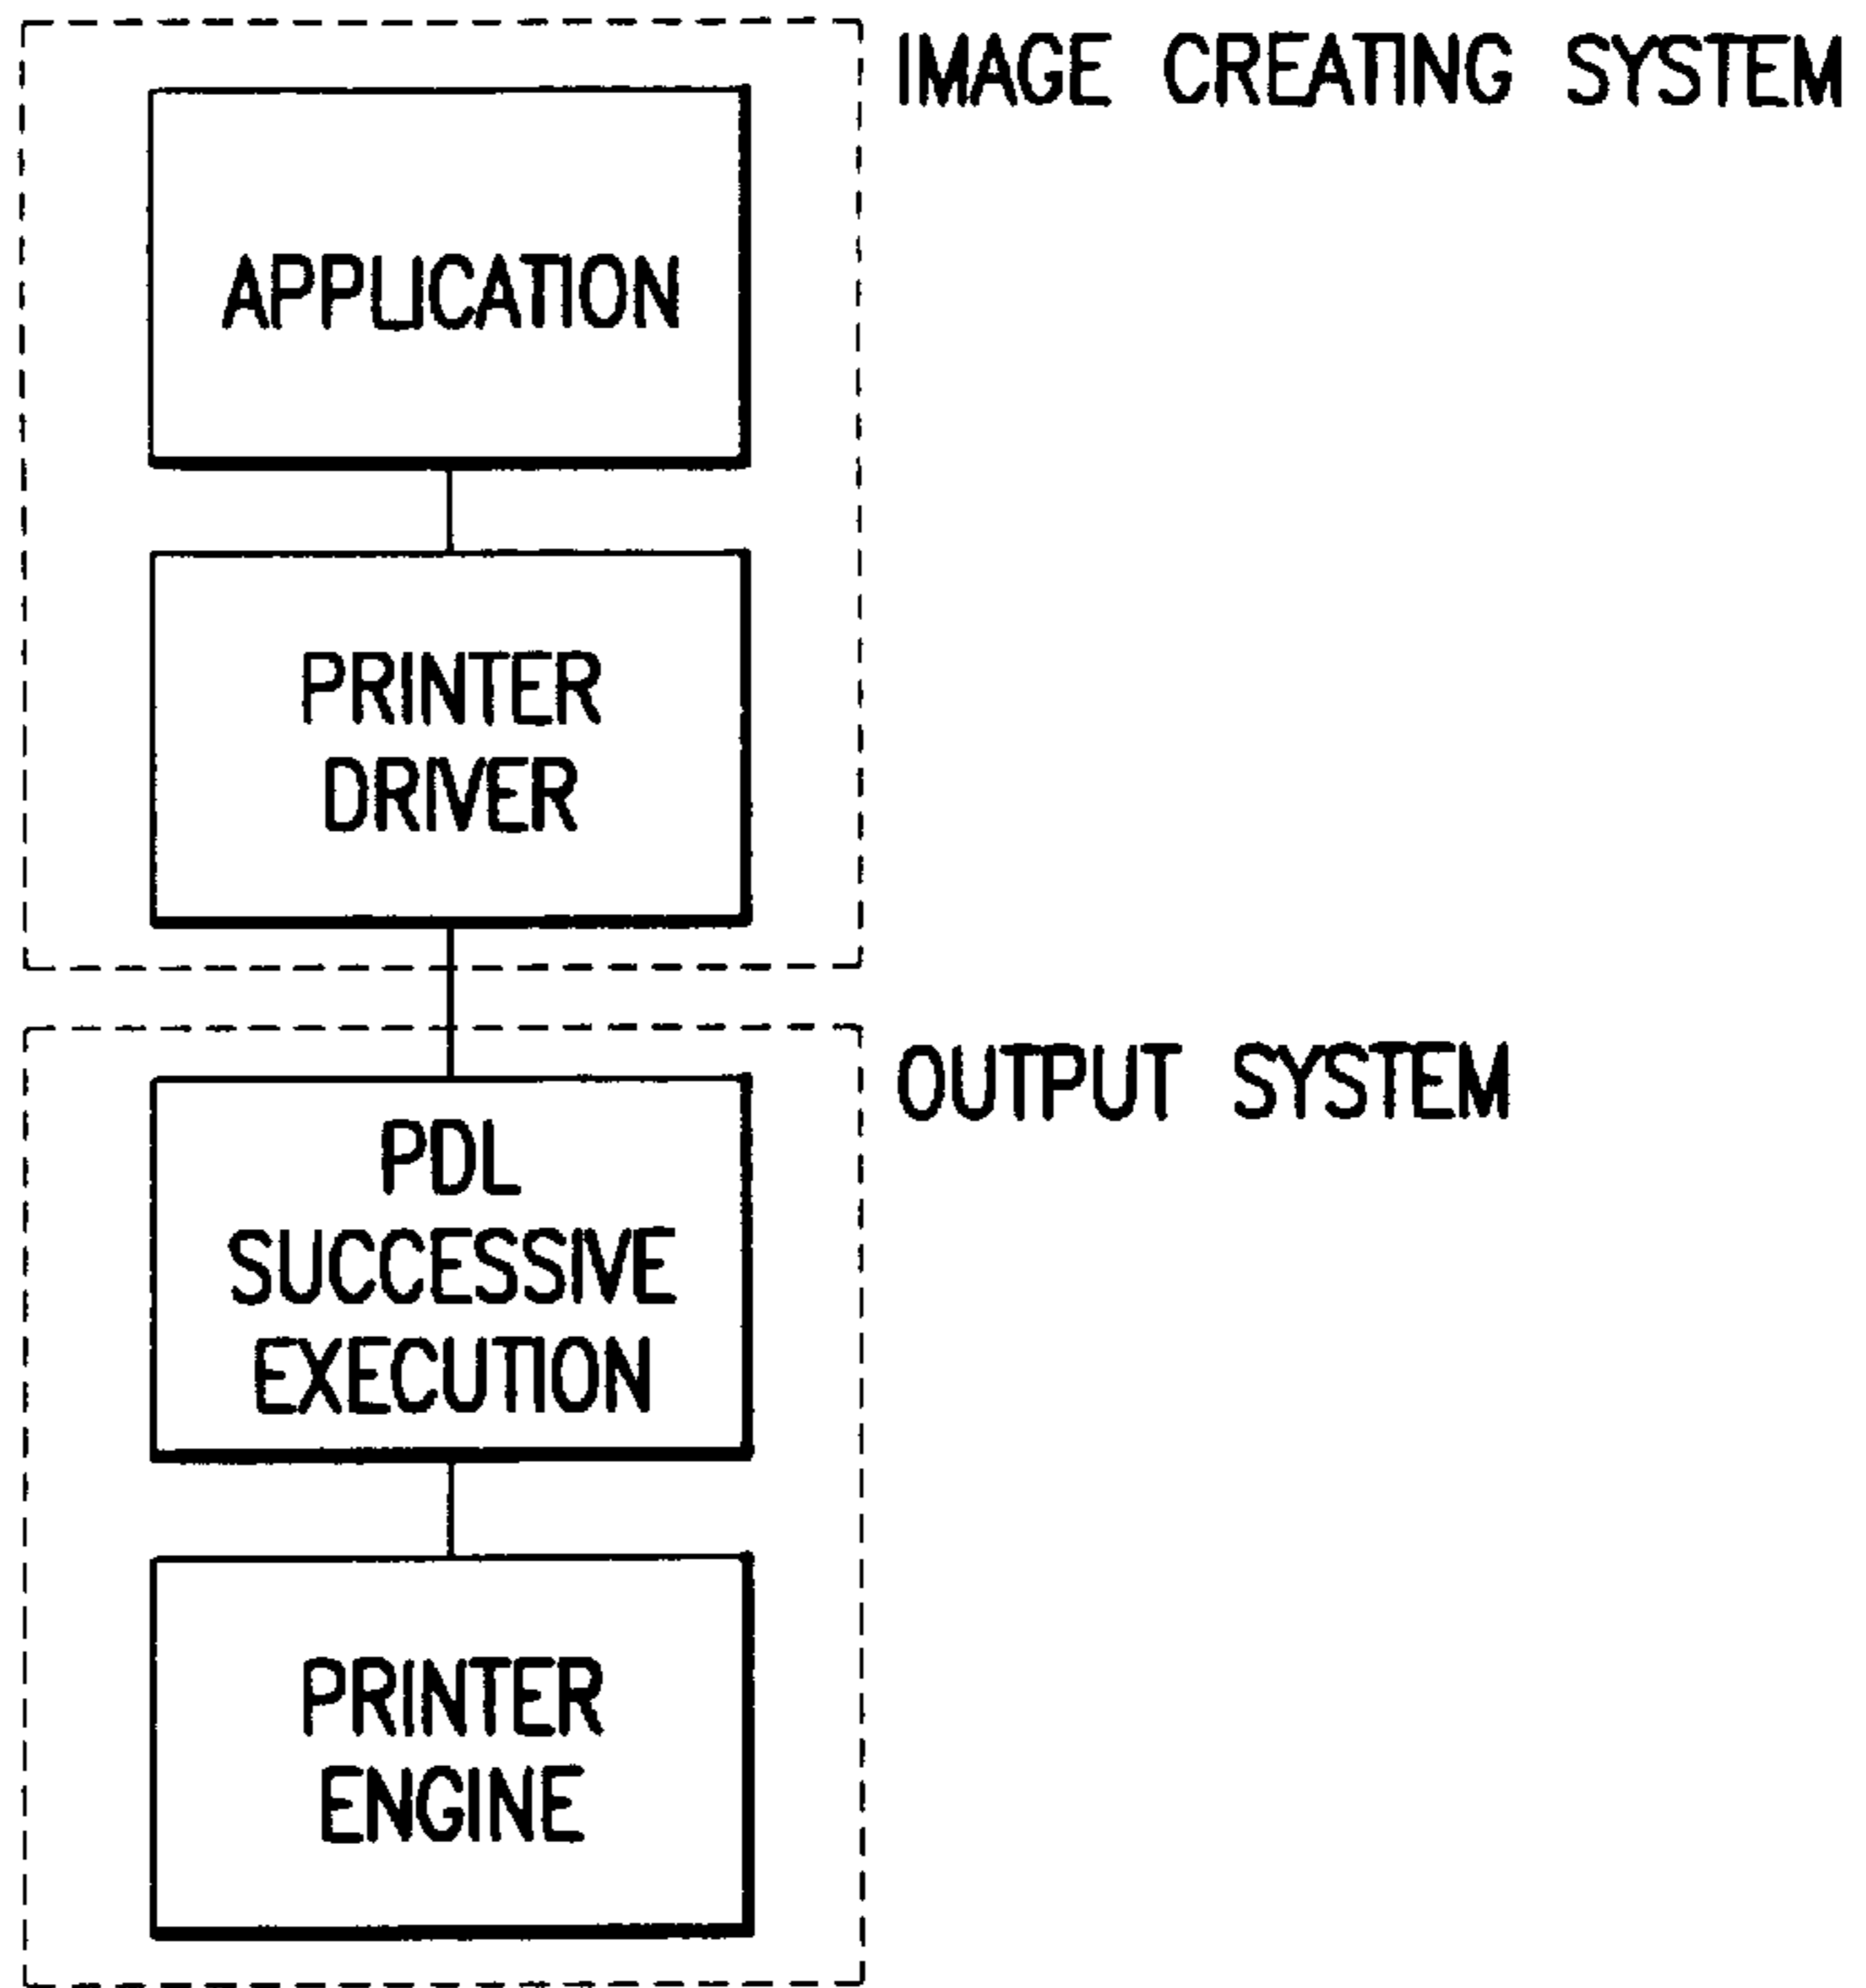 IMAGE CREATING SYSTEM
APPLICATION
PRINTER
DRIVER
OUTPUT SYSTEM
PDL
SUCCESSIVE
EXECUTION
PRINTER
ENGINE